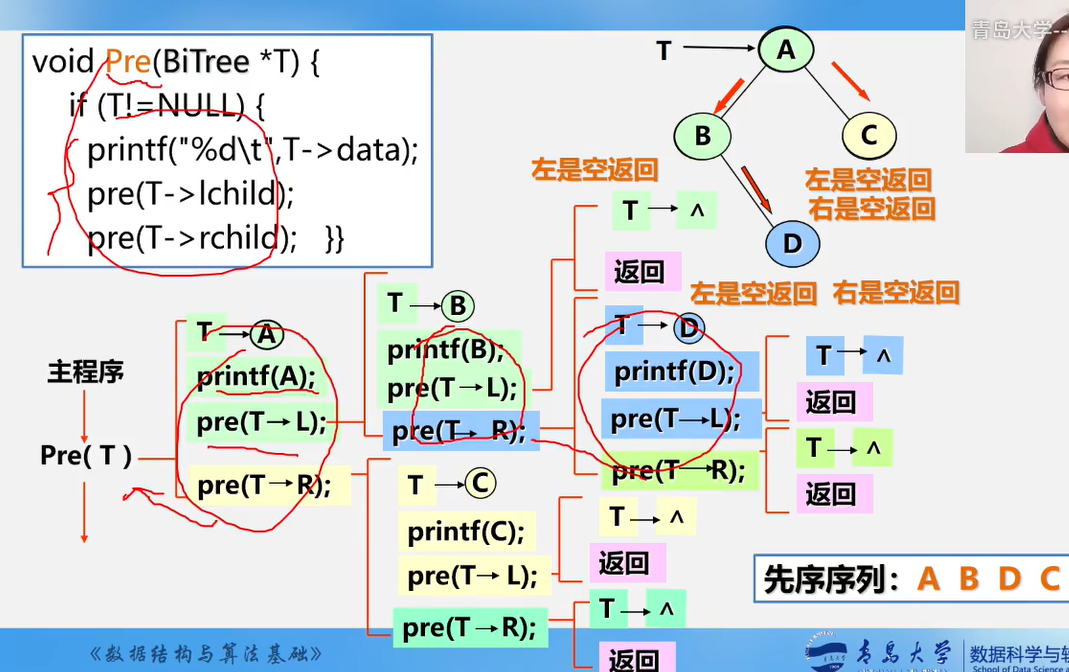 void Pre(BiTree *T) {
if (T!=NULL) {
printf("%d\t",T->data);
pre(T->lchild);
pre(T->rchild); }}
T
A
B
C
D
青岛大学--
左是空返回
左是空返回
右是空返回
左是空返回 右是空返回
主程序
Pre( T )
T→A
printf(A);
pre(T→L);
pre(T→R);
T→B
printf(B);
pre(T→L);
pre(T→R);
T→C
printf(C);
pre(T→L);
pre(T→R);
T→^
返回
T→D
printf(D);
pre(T→L);
pre(T→R);
T→^
返回
T→^
返回
T→^
返回
T→^
返回
先序序列：A B D C
《数据结构与算法基础》
青岛大学
数据科学与软
School of Data Science a